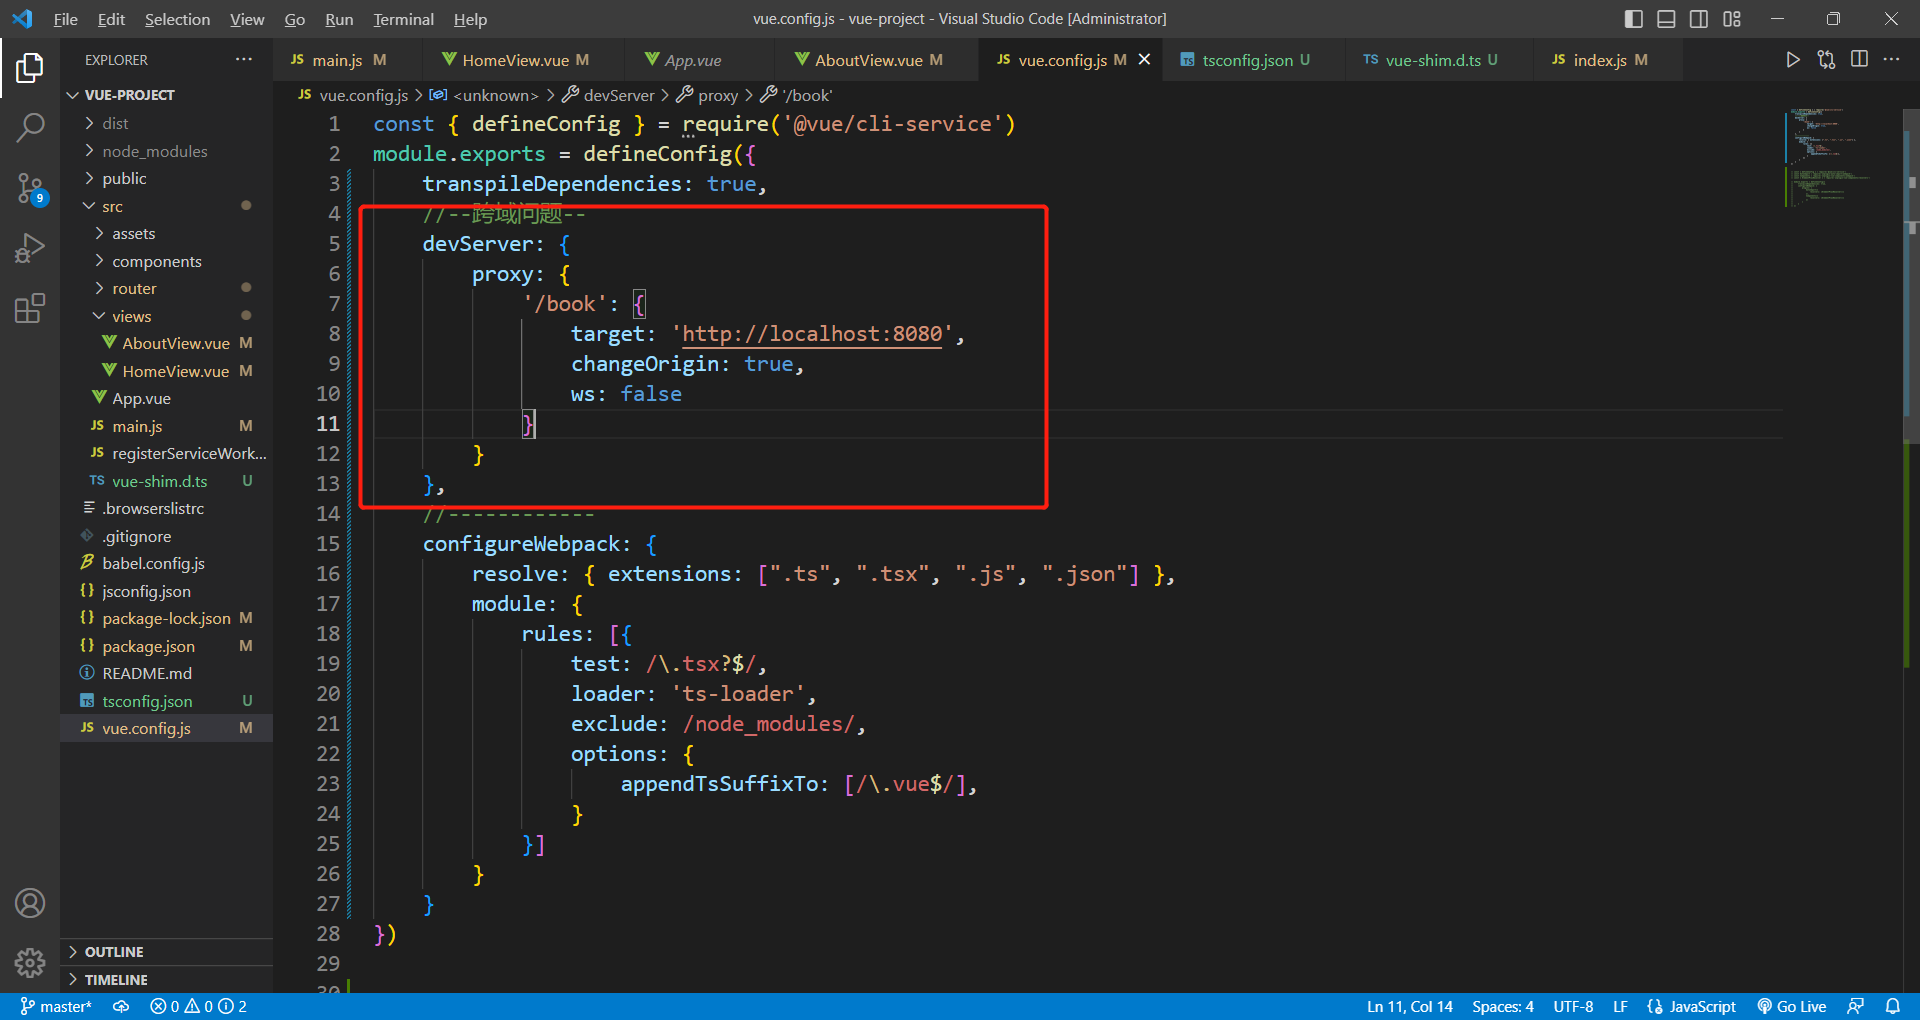 File Edit Selection View Go Run Terminal Help
vue.config.js - vue-project - Visual Studio Code [Administrator]
EXPLORER
VUE-PROJECT
dist
node_modules
public
src
assets
components
router
views
AboutView.vue M
HomeView.vue M
App.vue
JS main.js M
JS registerServiceWork...
TS vue-shim.d.ts U
.browserslistrc
.gitignore
babel.config.js
{} jsconfig.json
{} package-lock.json M
{} package.json M
README.md
TS tsconfig.json U
JS vue.config.js M
OUTLINE
TIMELINE
9
JS main.js M
HomeView.vue M
App.vue
AboutView.vue M
JS vue.config.js M
TS tsconfig.json U
TS vue-shim.d.ts U
JS index.js M
JS vue.config.js > <unknown> > devServer > proxy > '/book'
1 const { defineConfig } = require('@vue/cli-service')
2 module.exports = defineConfig({
3 transpileDependencies: true,
4 //--跨域问题--
5 devServer: {
6 proxy: {
7 '/book': {
8 target: 'http://localhost:8080',
9 changeOrigin: true,
10 ws: false
11 }
12 }
13 },
14 //------------
15 configureWebpack: {
16 resolve: { extensions: [".ts", ".tsx", ".js", ".json"] },
17 module: {
18 rules: [{
19 test: /\.tsx?$/,
20 loader: 'ts-loader',
21 exclude: /node_modules/,
22 options: {
23 appendTsSuffixTo: [/\.vue$/],
24 }
25 }]
26 }
27 }
28 })
29
30
master* 0 0 2
Ln 11, Col 14 Spaces: 4 UTF-8 LF {} JavaScript Go Live